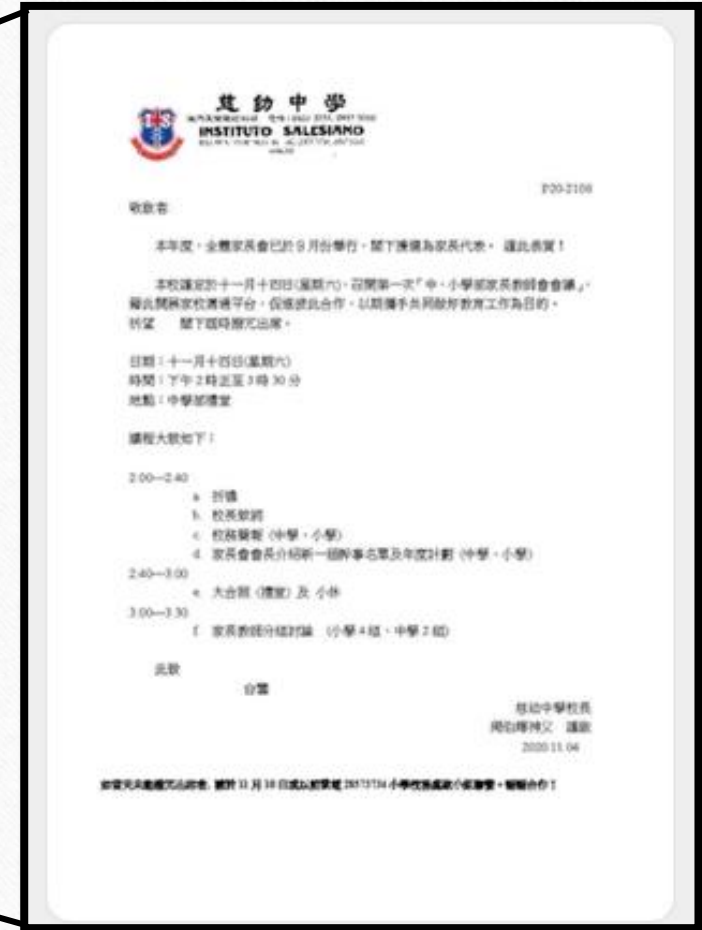 慈幼中學
INSTITUTO SALESIANO
P20-2108
敬啟者
本年度,全體家長會已於9月份舉行,閣下獲選為家長代表。謹此恭賀!
本校謹定於十一月十四日(星期六),召開第一次「中、小學部家長教師會會議」,
藉此開展家校溝通平台,促進彼此合作,以期攜手共同做好教育工作為目的。
祈望 閣下屆時撥冗出席。
日期:十一月十四日(星期六)
時間:下午2時正至3時30分
地點:中學部禮堂
議程大致如下:
2:00—2:40
a. 祈禱
b. 校長致詞
c. 校務簡報(中學、小學)
d. 家長會會長介紹新一屆幹事名單及年度計劃(中學、小學)
2:40—3:00
e. 大合照(禮堂)及 小休
3:00—3:30
f. 家長教師分組討論 (小學4組、中學2組)
此致
台鑒
慈幼中學校長
神父 謹啟
2020.11.04